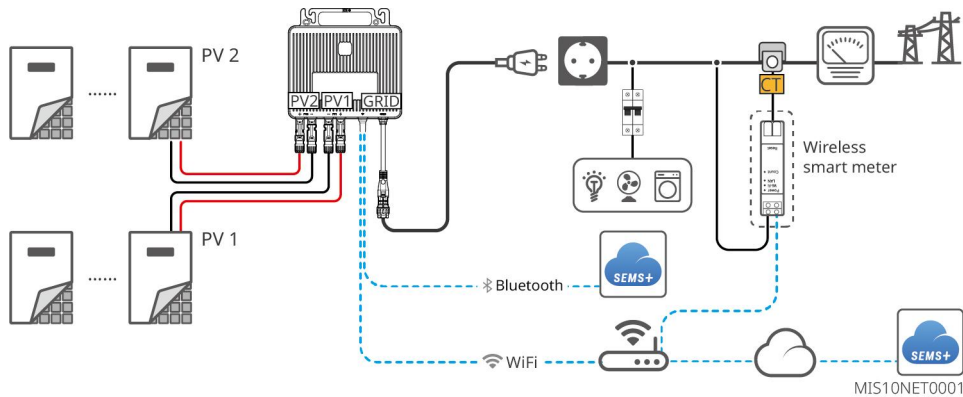 PV 2
PV2
PV1
GRID
CT
Wireless
smart meter
PV 1
Bluetooth
SEMS+
WiFi
SEMS+
MIS10NET0001